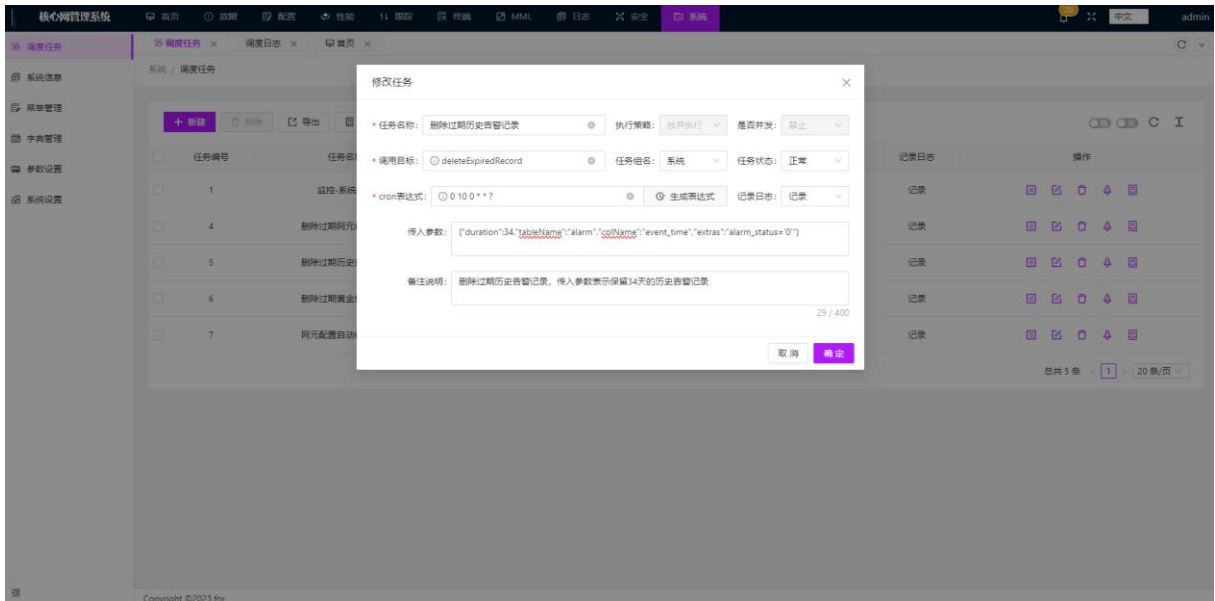 核心网管理系统 首页 故障 配置 性能 跟踪 终端 MML 日志 安全 系统 中文 admin
调度任务 调度任务 × 调度日志 × 首页 ×
系统信息 系统 / 调度任务
修改任务
菜单管理
+ 新建 删除 导出
* 任务名称: 删除过期历史告警记录 执行策略: 放弃执行 是否并发: 禁止
字典管理
任务编号 任务名 记录日志 操作
* 调用目标: deleteExpiredRecord 任务组名: 系统 任务状态: 正常
参数设置
1 监控-系统 记录
* cron表达式: 0 10 0 * * ? 生成表达式 记录日志: 记录
系统设置
4 删除过期网元 记录
传入参数: {"duration":34,"tableName":"alarm","colName":"event_time","extras":"alarm_status='0'"}
5 删除过期历史 记录
备注说明: 删除过期历史告警记录，传入参数表示保留34天的历史告警记录
6 删除过期黄金 记录
29 / 400
7 网元配置自动 记录
取 消 确 定
总共 5 条 < 1 > 20 条/页
Copyright ©2023 for